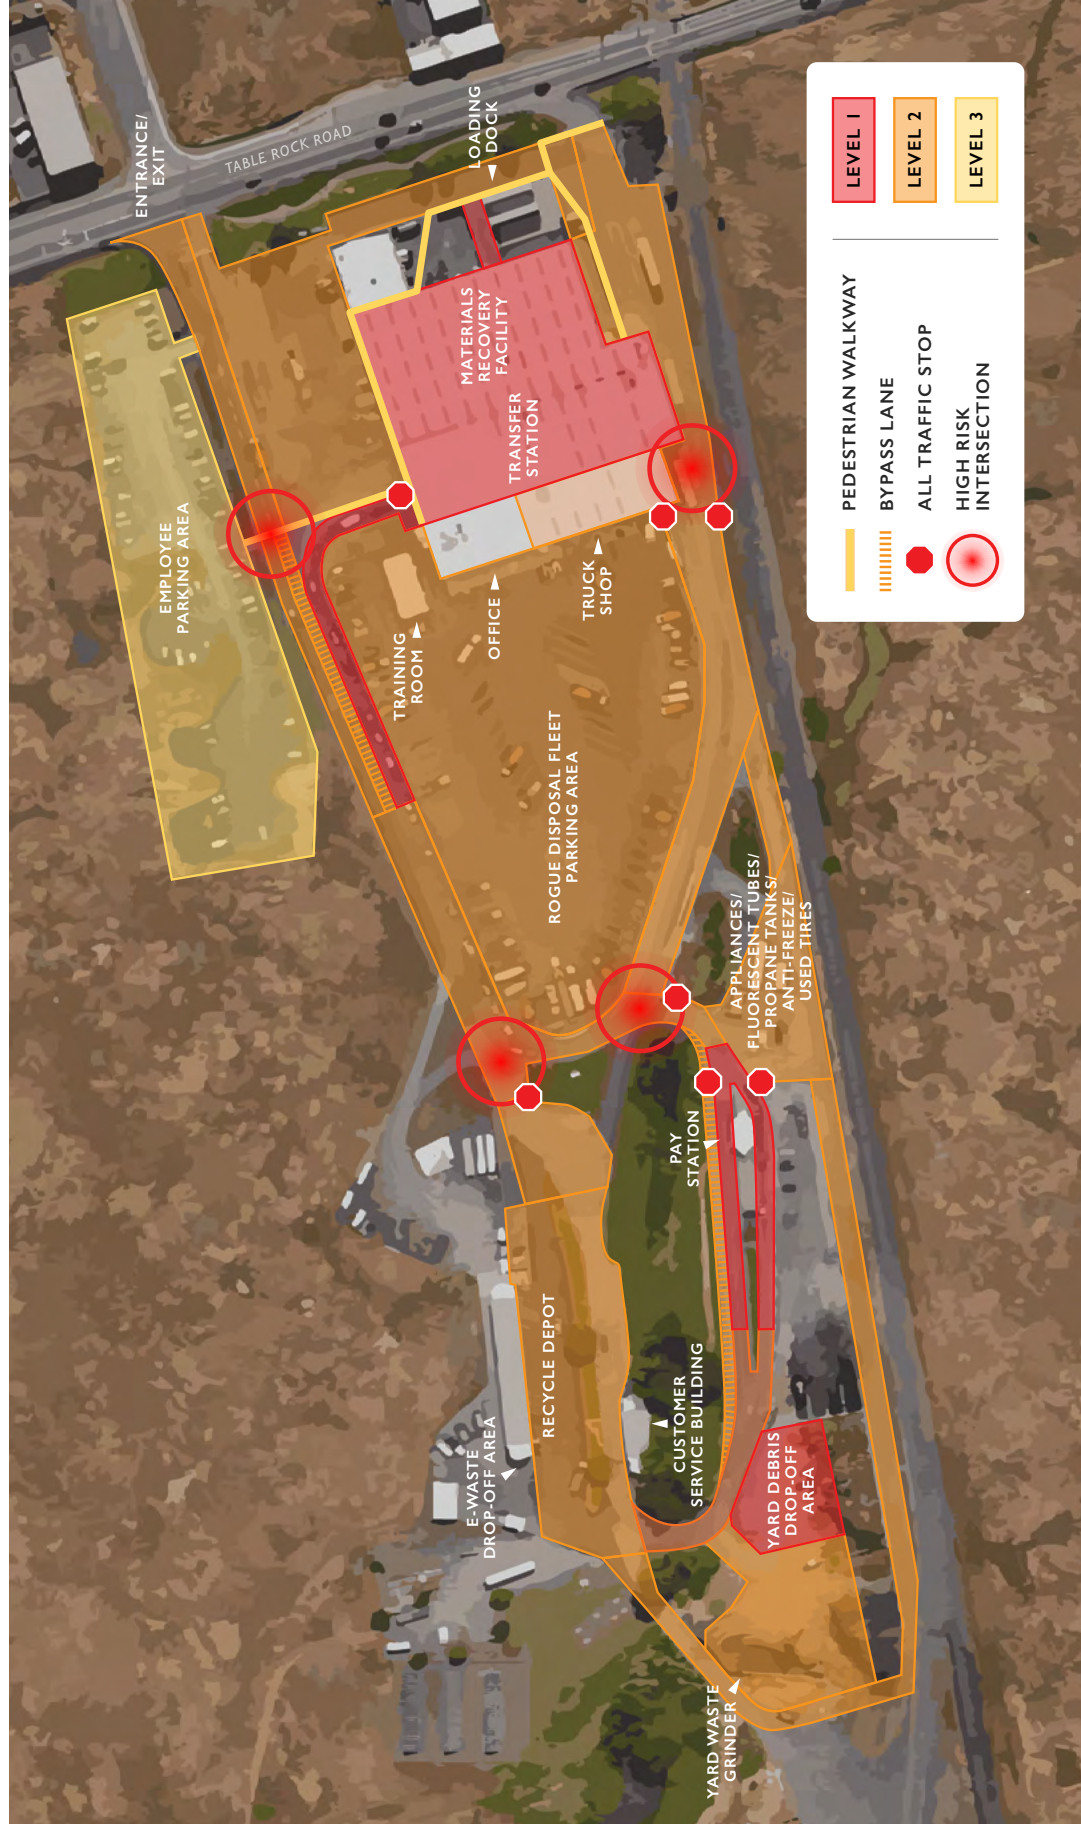 ENTRANCE/
EXIT
TABLE ROCK ROAD
LOADING
DOCK
EMPLOYEE
PARKING AREA
MATERIALS
RECOVERY
FACILITY
TRANSFER
STATION
TRAINING
ROOM
OFFICE
TRUCK
SHOP
ROGUE DISPOSAL FLEET
PARKING AREA
APPLIANCES/
FLUORESCENT TUBES/
PROPANE TANKS/
ANTI-FREEZE/
USED TIRES
PAY
STATION
RECYCLE DEPOT
E-WASTE
DROP-OFF AREA
CUSTOMER
SERVICE BUILDING
YARD DEBRIS
DROP-OFF
AREA
YARD WASTE
GRINDER
PEDESTRIAN WALKWAY
BYPASS LANE
ALL TRAFFIC STOP
HIGH RISK
INTERSECTION
LEVEL 1
LEVEL 2
LEVEL 3